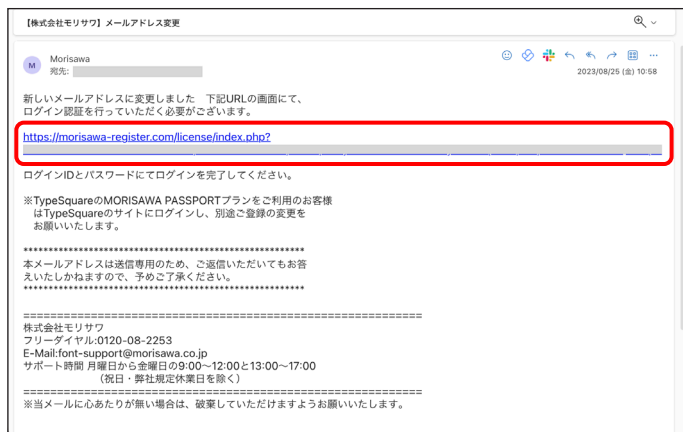 【株式会社モリサワ】メールアドレス変更
M
Morisawa
宛先:
2023/08/25 (金) 10:58
新しいメールアドレスに変更しました　下記URLの画面にて、
ログイン認証を行っていただく必要がございます。
https://morisawa-register.com/license/index.php?
ログインIDとパスワードにてログインを完了してください。
※TypeSquareのMORISAWA PASSPORTプランをご利用のお客様
はTypeSquareのサイトにログインし、別途ご登録の変更を
お願いいたします。
*********************************************************
本メールアドレスは送信専用のため、ご返信いただいてもお答
えいたしかねますので、予めご了承ください。
*********************************************************
============================================================
株式会社モリサワ
フリーダイヤル:0120-08-2253
E-Mail:font-support@morisawa.co.jp
サポート時間 月曜日から金曜日の9:00〜12:00と13:00〜17:00
（祝日・弊社規定休業日を除く）
============================================================
※当メールに心あたりが無い場合は、破棄していただけますようお願いいたします。